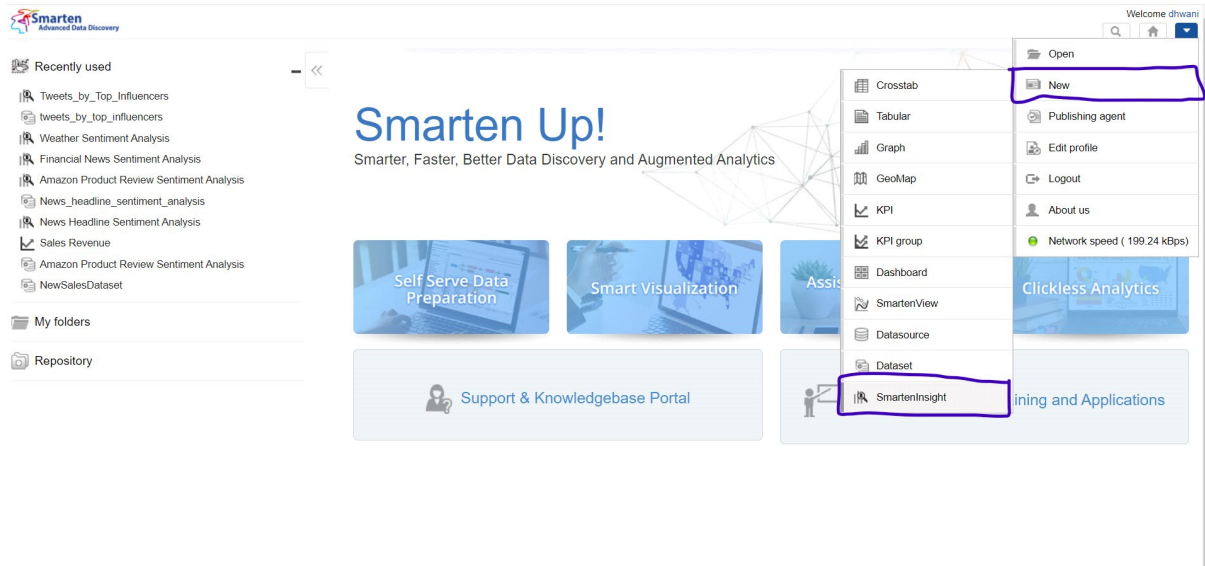 Smarten
Advanced Data Discovery
Welcome dhwani
Recently used
Tweets_by_Top_Influencers
tweets_by_top_influencers
Weather Sentiment Analysis
Financial News Sentiment Analysis
Amazon Product Review Sentiment Analysis
News_headline_sentiment_analysis
News Headline Sentiment Analysis
Sales Revenue
Amazon Product Review Sentiment Analysis
NewSalesDataset
My folders
Repository
Smarten Up!
Smarter, Faster, Better Data Discovery and Augmented Analytics
Self Serve Data
Preparation
Smart Visualization
Assis
Clickless Analytics
Support & Knowledgebase Portal
ining and Applications
Crosstab
Tabular
Graph
GeoMap
KPI
KPI group
Dashboard
SmartenView
Datasource
Dataset
SmartenInsight
Open
New
Publishing agent
Edit profile
Logout
About us
Network speed ( 199.24 kBps)